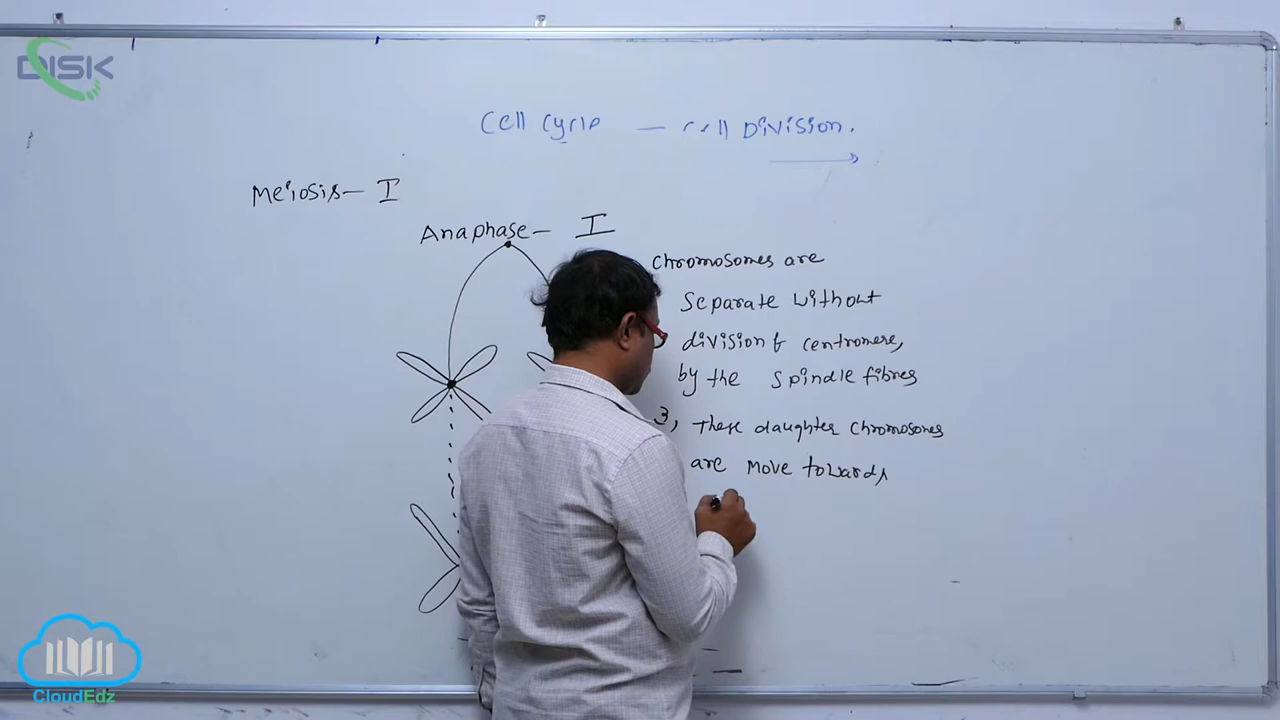 DISK
Cell Cycle — cell Division.
Meiosis – I
Anaphase – I
Chromosomes are
Separate without
division of centromere,
by the spindle fibres
3, These daughter chromosomes
are move towards
CloudEdz